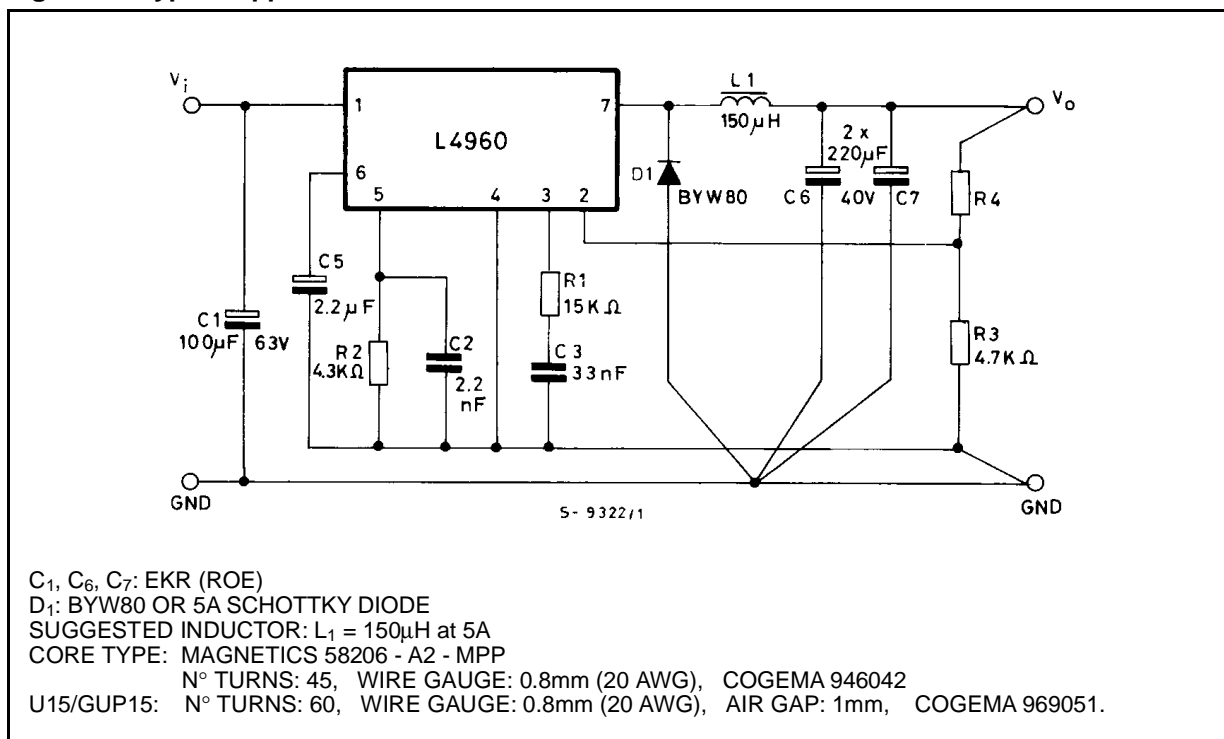 Vi
1
7
L1
150µH
Vo
L4960
2 x
220µF
6
D1
BYW80
C6
40V
C7
R4
5
4
3
2
C5
2.2µF
R1
15KΩ
C1
100µF
63V
R2
4.3KΩ
C2
2.2
nF
C3
33nF
R3
4.7KΩ
GND
GND
S- 9322/1
C1, C6, C7: EKR (ROE)
D1: BYW80 OR 5A SCHOTTKY DIODE
SUGGESTED INDUCTOR: L1 = 150µH at 5A
CORE TYPE: MAGNETICS 58206 - A2 - MPP
N° TURNS: 45, WIRE GAUGE: 0.8mm (20 AWG), COGEMA 946042
U15/GUP15: N° TURNS: 60, WIRE GAUGE: 0.8mm (20 AWG), AIR GAP: 1mm, COGEMA 969051.